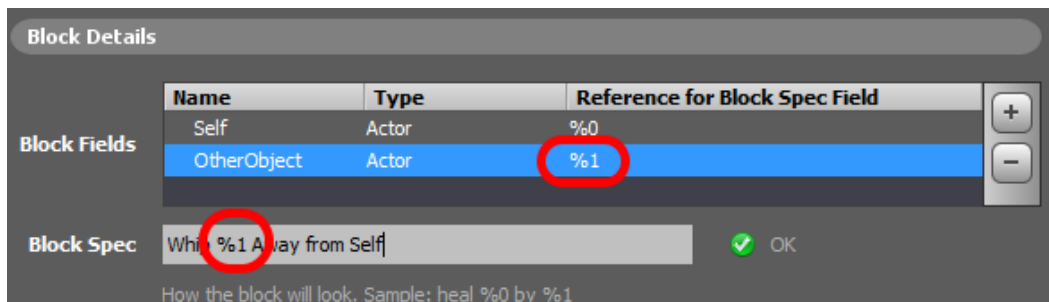 Block Details
Name Type Reference for Block Spec Field
Block Fields
Self Actor %0
OtherObject Actor %1
Block Spec
%1 Away from Self
OK
How the block will look. Sample: heal %0 by %1